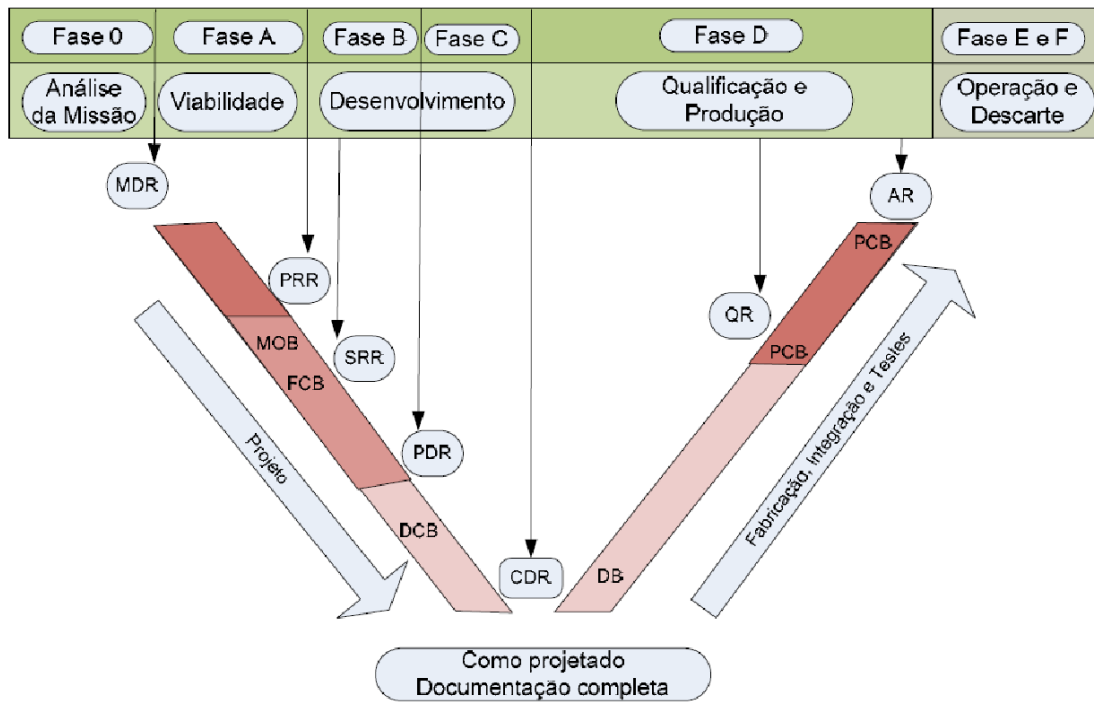 Fase 0
Fase A
Fase B
Fase C
Fase D
Fase E e F
Análise
da Missão
Viabilidade
Desenvolvimento
Qualificação e
Produção
Operação e
Descarte
MDR
AR
PCB
PRR
QR
MOB
SRR
PCB
FCB
PDR
Projeto
Fabricação, Integração e Testes
DCB
CDR
DB
Como projetado
Documentação completa